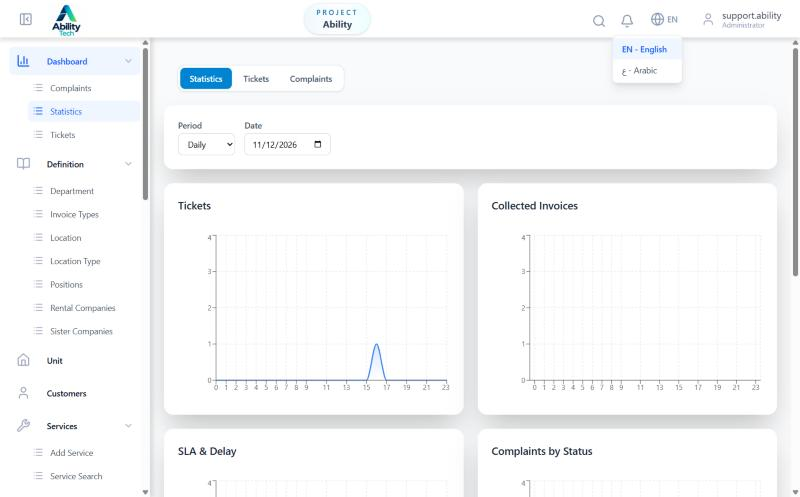 Ability
Tech
PROJECT
Ability
EN
support.ability
Administrator
EN - English
ع - Arabic
Dashboard
Complaints
Statistics
Tickets
Definition
Department
Invoice Types
Location
Location Type
Positions
Rental Companies
Sister Companies
Unit
Customers
Services
Add Service
Service Search
Statistics
Tickets
Complaints
Period
Date
Daily
11/12/2026
Tickets
4
3
2
1
0
0 1 2 3 4 5 6 7 8 9 11 13 15 17 19 21 23
Collected Invoices
4
3
2
1
0
0 1 2 3 4 5 6 7 8 9 11 13 15 17 19 21 23
SLA & Delay
4
Complaints by Status
4